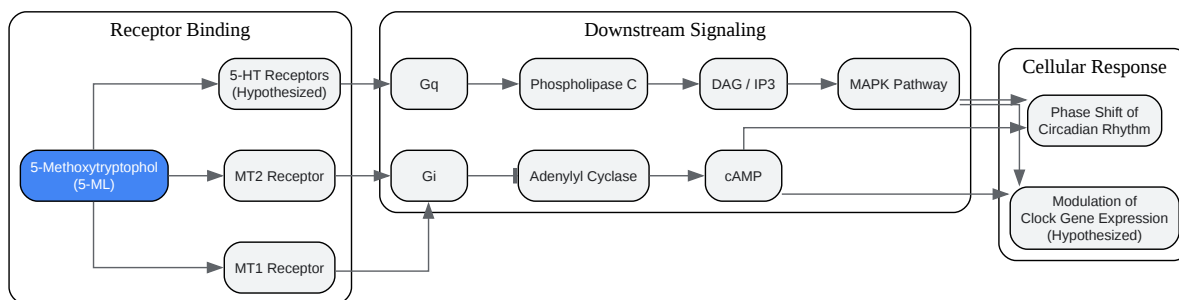 Receptor Binding
Downstream Signaling
Cellular Response
5-HT Receptors
(Hypothesized)
Gq
Phospholipase C
DAG / IP3
MAPK Pathway
Phase Shift of
Circadian Rhythm
5-Methoxytryptophol
(5-ML)
MT2 Receptor
Gi
Adenylyl Cyclase
cAMP
Modulation of
Clock Gene Expression
(Hypothesized)
MT1 Receptor